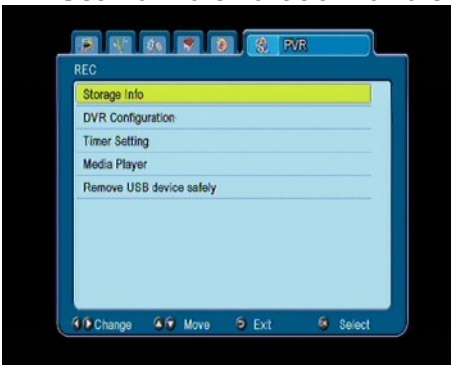 PVR
REC
Storage Info
DVR Configuration
Timer Setting
Media Player
Remove USB device safely
Change Move Exit Select